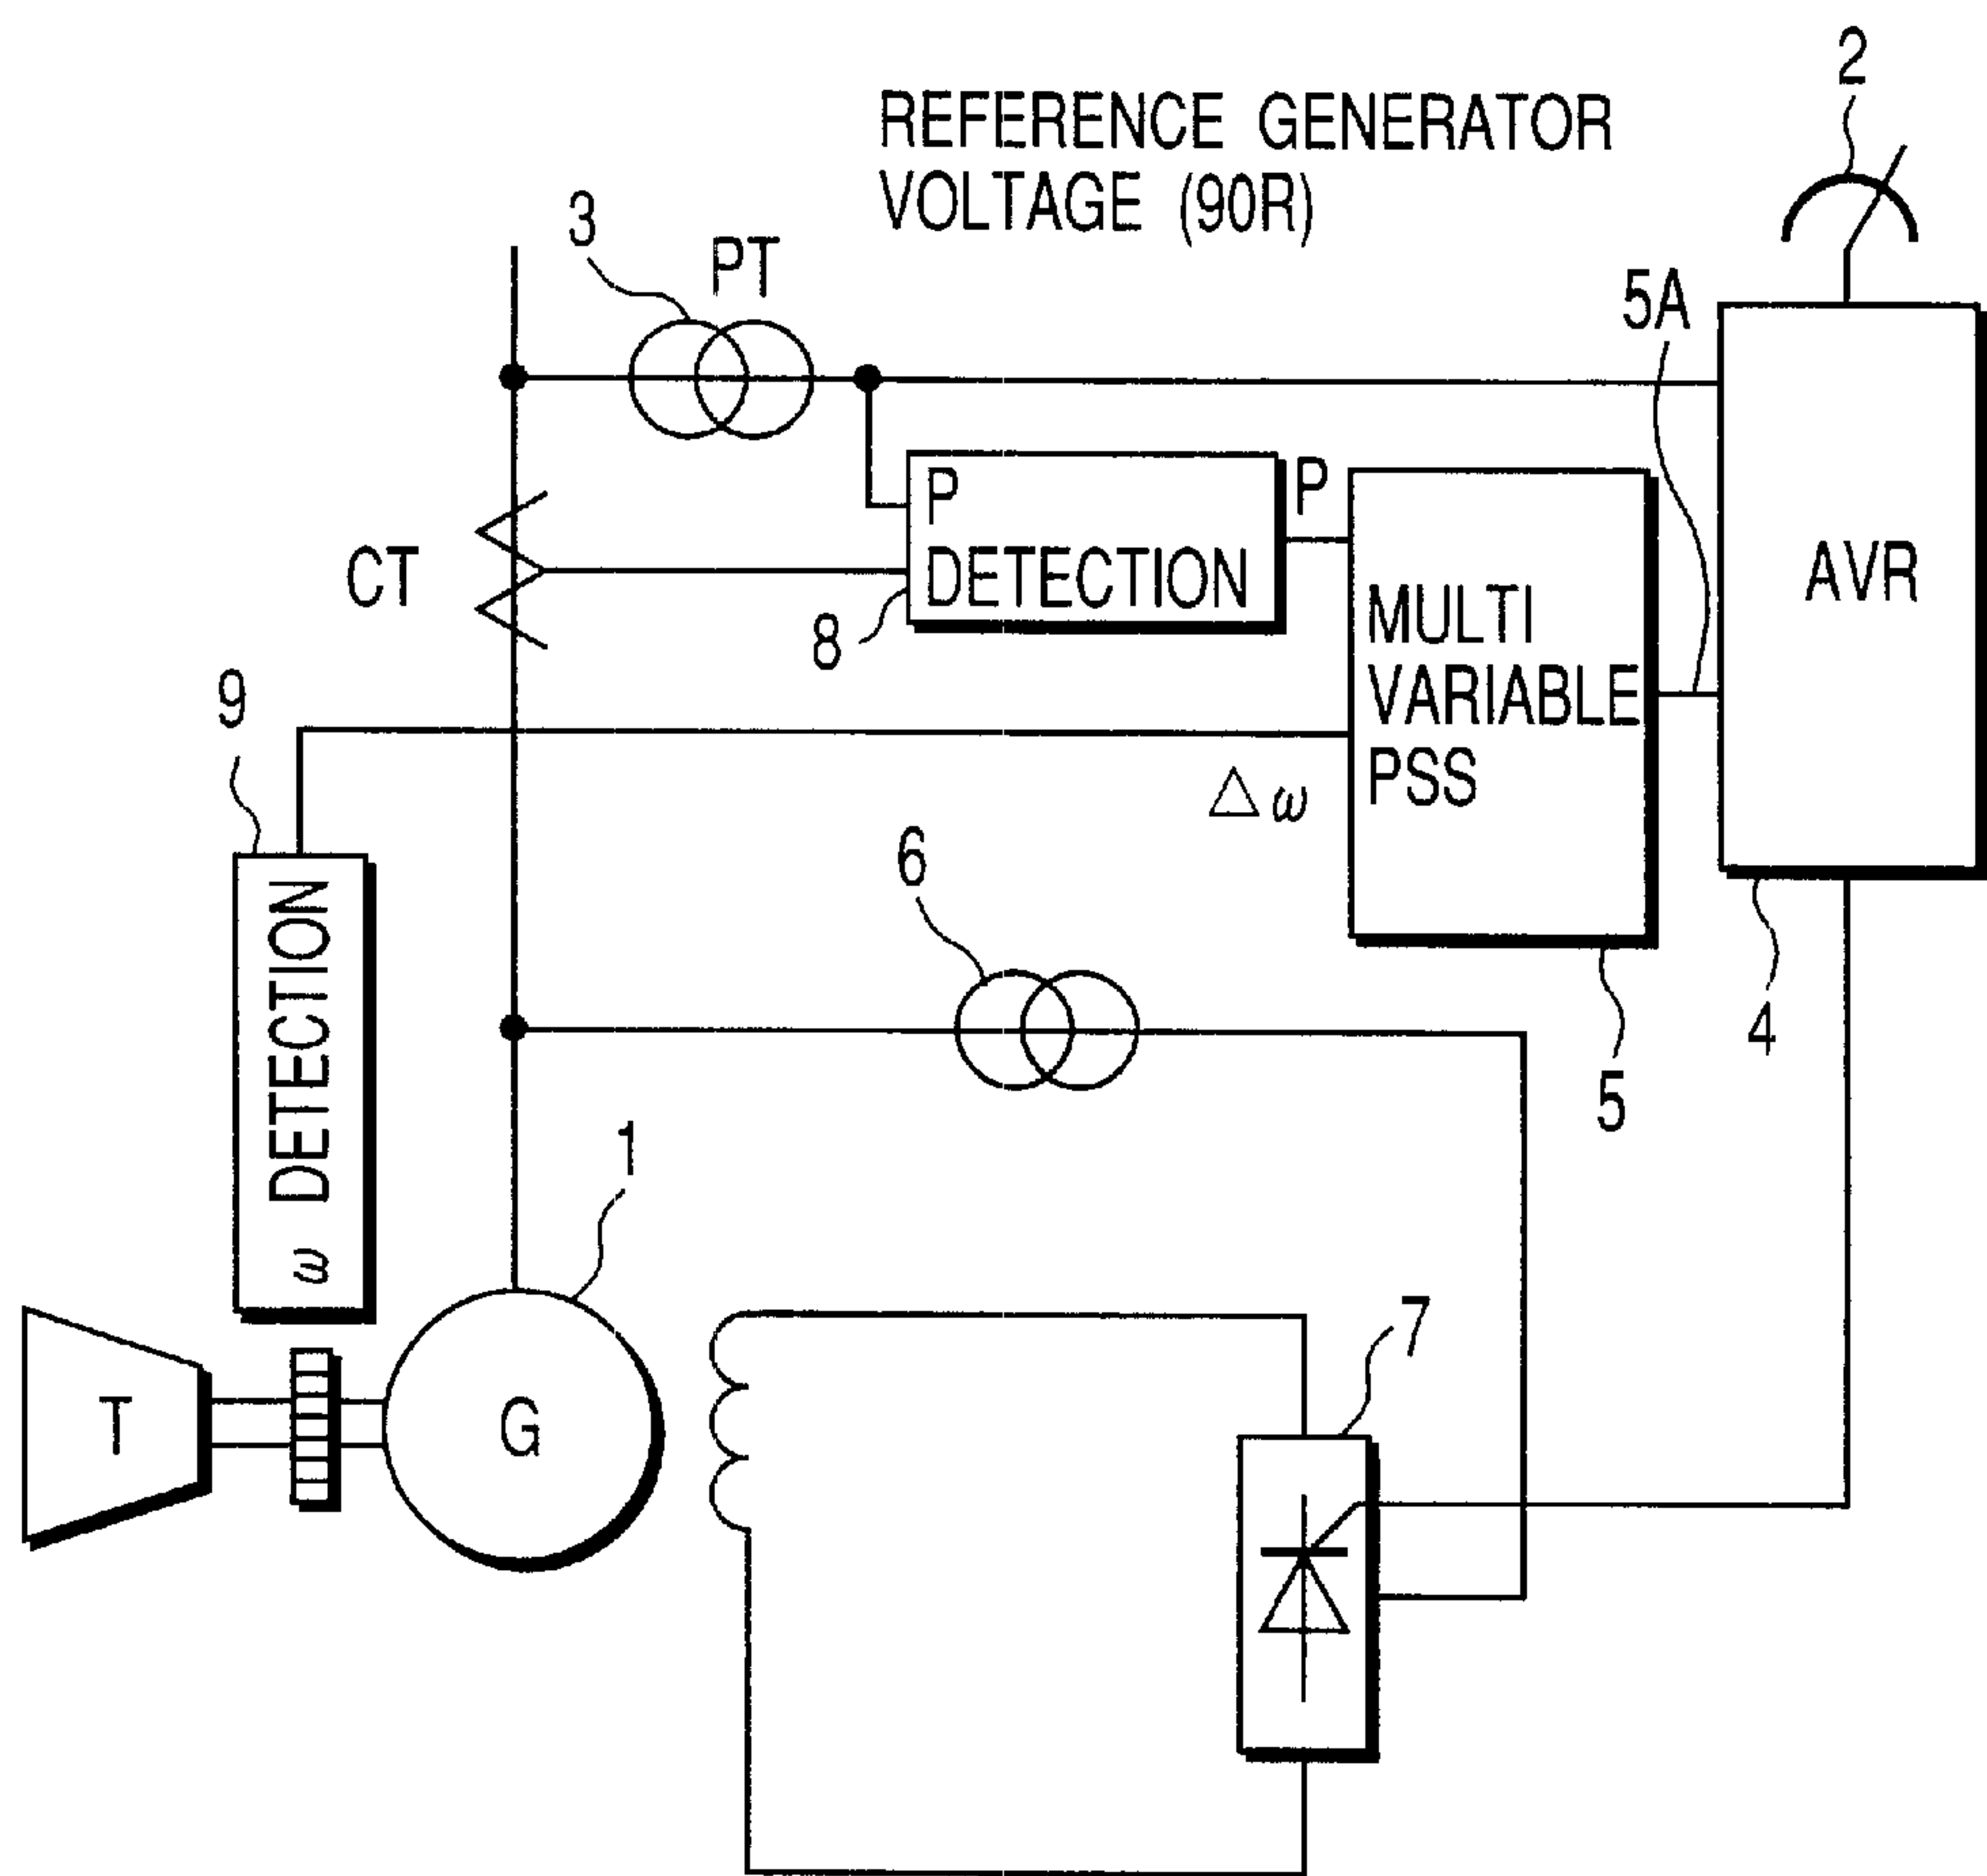 2
REFERENCE GENERATOR
VOLTAGE (90R)
3
PT
5A
P
DETECTION
P
CT
AVR
MULTI
VARIABLE
PSS
8
9
Δω
6
ω DETECTION
4
5
1
7
T
G